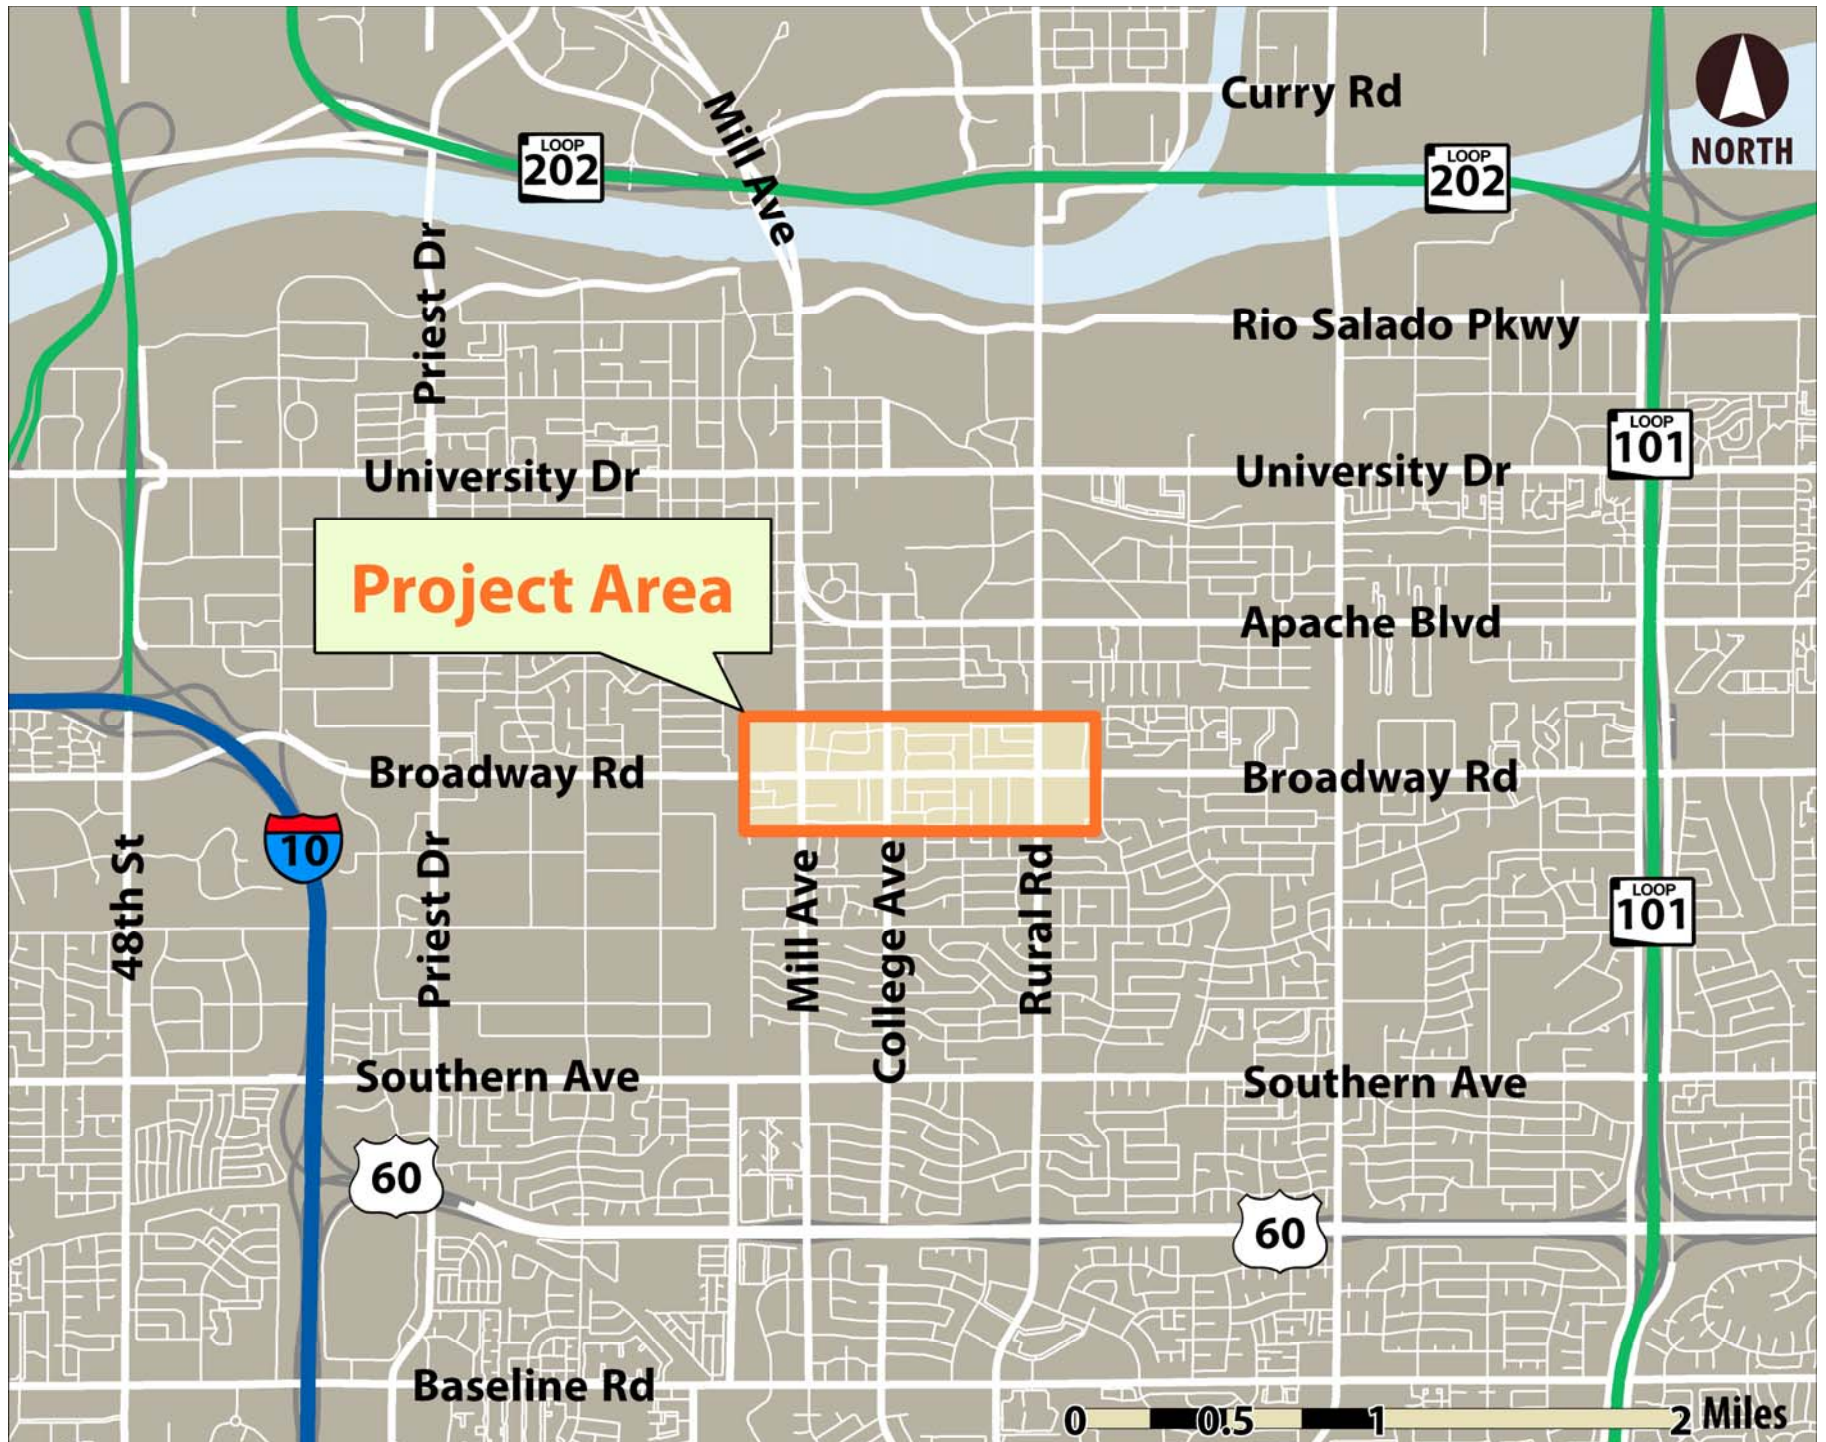 Curry Rd
NORTH
Mill Ave
LOOP
202
LOOP
202
Priest Dr
Rio Salado Pkwy
LOOP
101
University Dr
University Dr
Project Area
Apache Blvd
Broadway Rd
Broadway Rd
10
48th St
Priest Dr
Mill Ave
College Ave
Rural Rd
LOOP
101
Southern Ave
Southern Ave
60
60
Baseline Rd
0 0.5 1 2 Miles